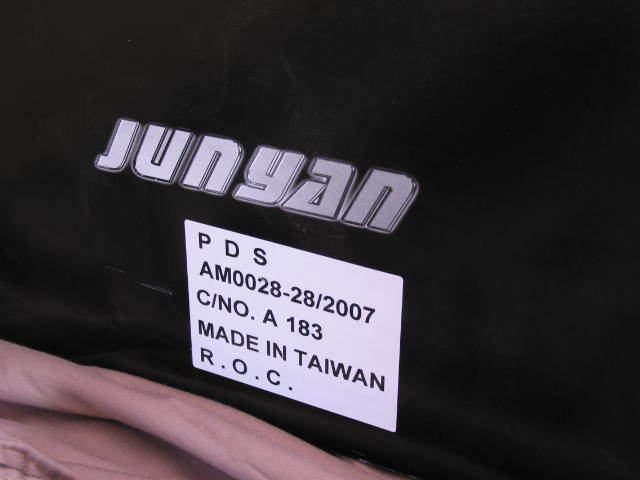 Junyan
P D S
AM0028-28/2007
C/NO. A 183
MADE IN TAIWAN
R.O.C.